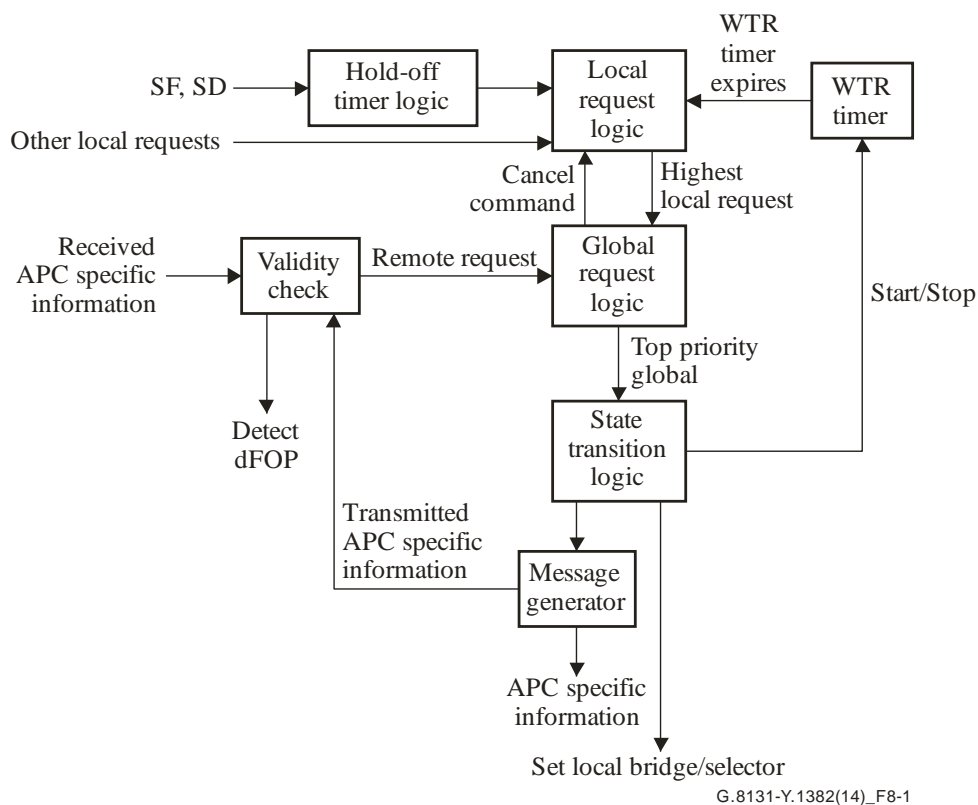 SF, SD
Hold-off
timer logic
Local
request
logic
WTR
timer
expires
WTR
timer
Other local requests
Cancel
command
Highest
local request
Received
APC specific
information
Validity
check
Remote request
Global
request
logic
Start/Stop
Top priority
global
Detect
dFOP
State
transition
logic
Transmitted
APC specific
information
Message
generator
APC specific
information
Set local bridge/selector
G.8131-Y.1382(14)_F8-1